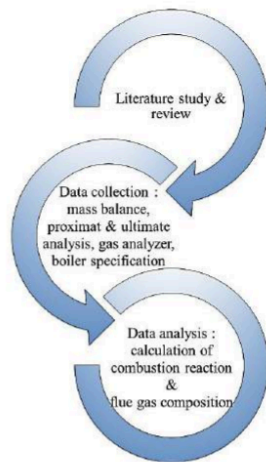 Literature study &
review
Data collection :
mass balance,
proximat & ultimate
analysis, gas analyzer,
boiler specification
Data analysis :
calculation of
combustion reaction
&
flue gas composition